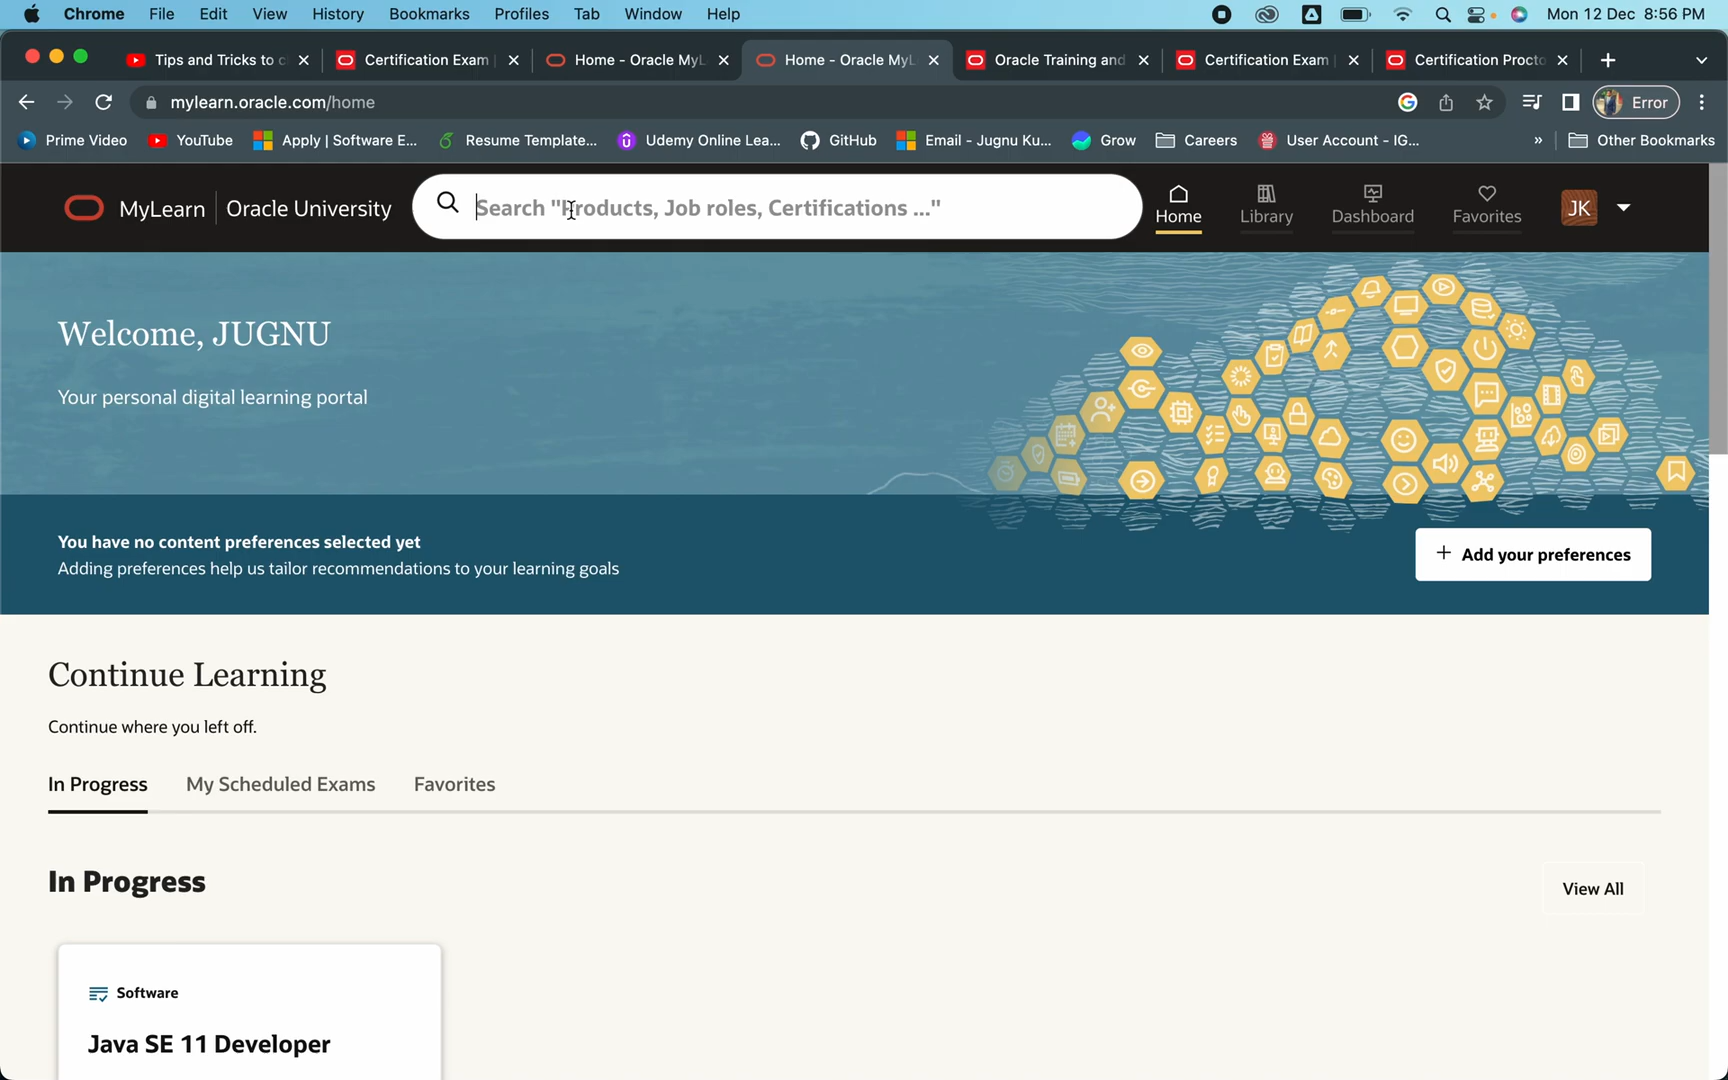 Chrome File Edit View History Bookmarks Profiles Tab Window Help Mon 12 Dec 8:56 PM
Tips and Tricks to c Certification Exam Home - Oracle MyL Home - Oracle MyL Oracle Training and Certification Exam Certification Procto
mylearn.oracle.com/home Error
Prime Video YouTube Apply | Software E... Resume Template... Udemy Online Lea... GitHub Email - Jugnu Ku... Grow Careers User Account - IG... » Other Bookmarks
MyLearn Oracle University Search "Products, Job roles, Certifications ..." Home Library Dashboard Favorites JK
Welcome, JUGNU
Your personal digital learning portal
You have no content preferences selected yet
Adding preferences help us tailor recommendations to your learning goals
+ Add your preferences
Continue Learning
Continue where you left off.
In Progress My Scheduled Exams Favorites
In Progress
View All
Software
Java SE 11 Developer